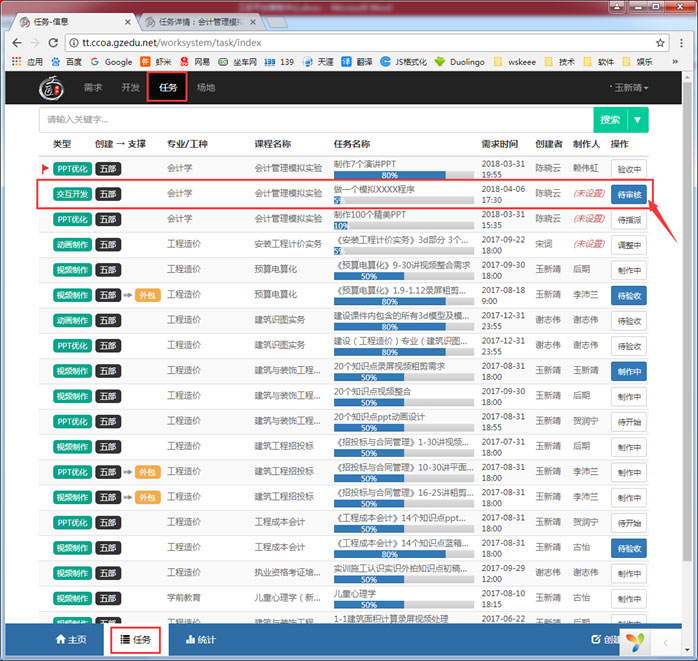 任务-信息
任务详情：会计管理模拟
tt.ccoa.gzedu.net/worksystem/task/index
应用 百度 Google 虾米 网易 坐车网 139 天涯 翻译 JS格式化 Duolingo wskeee 技术 软件 娱乐 »
需求 开发 任务 场地 王新靖
请输入关键字... 搜索
类型 创建 → 支撑 专业/工种 课程名称 任务名称 需求时间 创建者 制作人 操作
PPT优化 五部 会计学 会计管理模拟实验 制作7个演讲PPT 80% 2018-03-31 19:55 陈晓云 赖伟虹 验收中
交互开发 五部 会计学 会计管理模拟实验 做一个模拟XXXX程序 5% 2018-04-06 17:30 陈晓云 (未设置) 待审核
PPT优化 五部 会计学 会计管理模拟实验 制作100个精美PPT 10% 2018-03-31 15:35 陈晓云 (未设置) 待指派
动画制作 五部 工程造价 安装工程计价实务 《安装工程计价实务》3d部分 3个... 5% 2017-09-22 18:00 宋词 (未设置) 调整中
视频制作 五部 工程造价 预算电算化 《预算电算化》9-30讲视频整合需求 50% 2017-09-30 18:00 王新靖 后期 制作中
视频制作 五部 外包 工程造价 预算电算化 《预算电算化》1.9-1.12录屏粗剪... 80% 2017-08-18 9:00 王新靖 李沛兰 待验收
动画制作 五部 工程造价 建筑识图实务 建设课件内包含的所有3d模型及模... 80% 2017-12-31 23:55 谢志伟 谢志伟 待验收
PPT优化 五部 工程造价 建筑识图实务 建设（工程造价）专业《建筑识图... 80% 2017-12-31 23:55 谢志伟 谢志伟 待验收
视频制作 五部 工程造价 建筑与装饰工程... 20个知识点录屏视频粗剪需求 50% 2017-08-31 18:00 王新靖 王新靖 制作中
视频制作 五部 工程造价 建筑与装饰工程... 20个知识点视频整合 50% 2017-09-30 18:00 王新靖 后期 制作中
PPT优化 五部 工程造价 建筑与装饰工程... 20个知识点ppt动画设计 50% 2017-08-31 18:55 王新靖 贺润宁 待开始
视频制作 五部 工程造价 建筑工程招投标 《招投标与合同管理》1-30讲视频... 50% 2017-07-31 18:00 王新靖 后期 制作中
PPT优化 五部 外包 工程造价 建筑工程招投标 《招投标与合同管理》10-30讲平面... 50% 2017-08-31 18:00 王新靖 李沛兰 制作中
视频制作 五部 外包 工程造价 建筑工程招投标 《招投标与合同管理》16-25讲粗剪... 50% 2017-08-31 18:00 王新靖 李沛兰 制作中
PPT优化 五部 工程造价 工程成本会计 《工程成本会计》14个知识点ppt... 50% 2017-08-31 18:00 王新靖 贺润宁 待开始
视频制作 五部 工程造价 工程成本会计 《工程成本会计》14个知识点蓝箱... 80% 2017-08-31 18:00 王新靖 古怡 待验收
视频制作 五部 工程造价 执业资格考证培... 实训施工认识实识外拍知识点初稿... 50% 2017-09-29 12:00 谢志伟 谢志伟 制作中
视频制作 五部 学前教育 儿童心理学（新... 儿童心理学 50% 2017-08-10 18:15 王新靖 古怡 制作中
视频制作 五部 工程造价 建筑与装饰工程... 1-1建筑面积计算录屏视频处理 2017-06-22
主页 任务 统计 创建